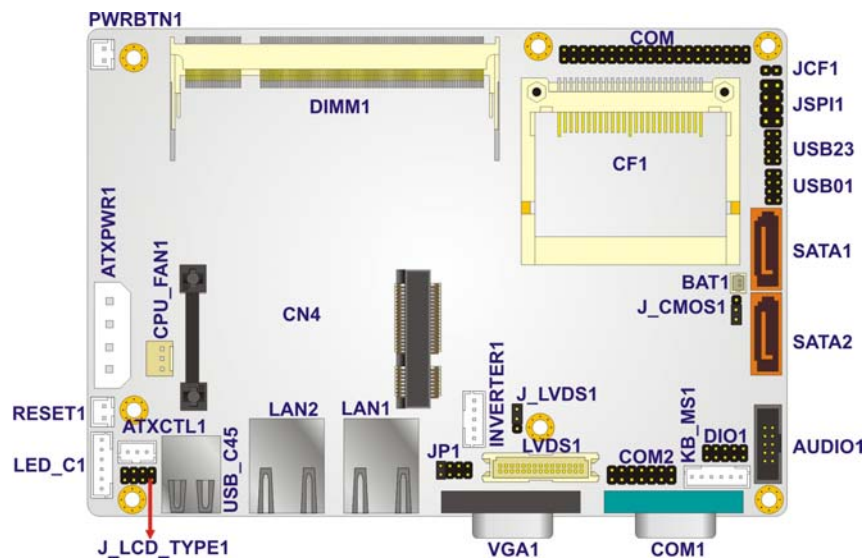 PWRBTN1
COM
JCF1
JSPI1
DIMM1
USB23
CF1
USB01
ATXPWR1
CPU_FAN1
SATA1
BAT1
J_CMOS1
CN4
SATA2
INVERTER1
J_LVDS1
KB_MS1
RESET1
ATXCTL1
LAN2
LAN1
LED_C1
USB_C45
JP1
LVDS1
COM2
DIO1
AUDIO1
J_LCD_TYPE1
VGA1
COM1